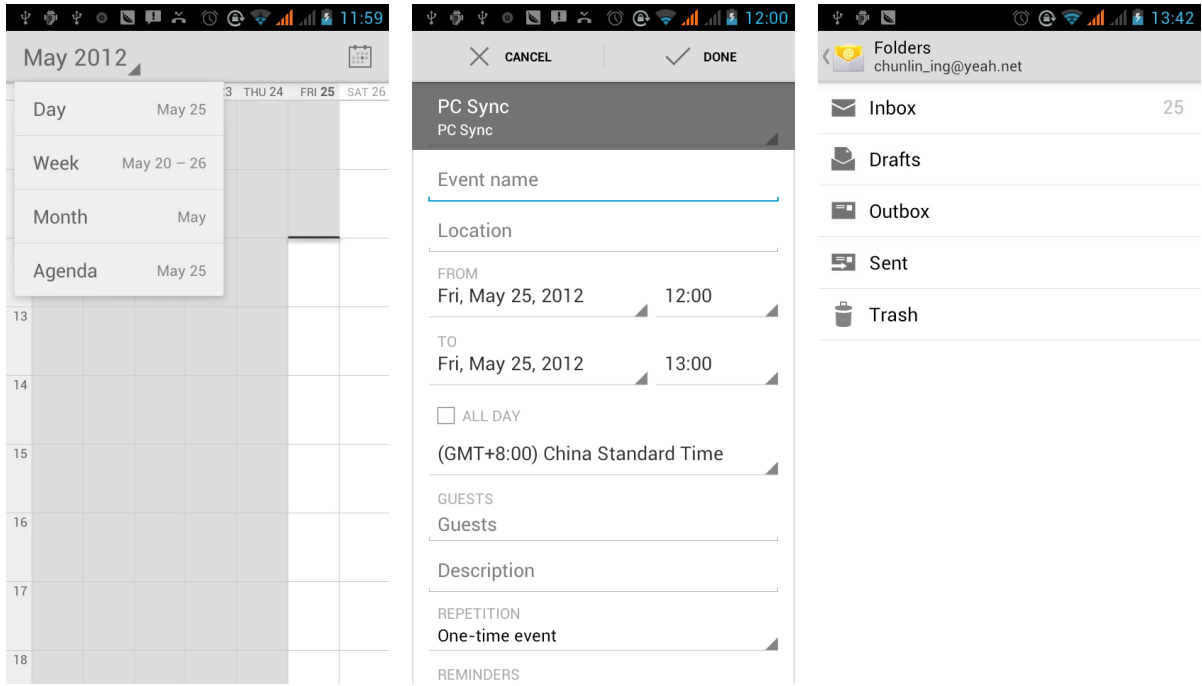 11:59
May 2012
3 THU 24 FRI 25 SAT 26
Day May 25
Week May 20 – 26
Month May
Agenda May 25
13
14
15
16
17
18
12:00
CANCEL DONE
PC Sync
PC Sync
Event name
Location
FROM
Fri, May 25, 2012 12:00
TO
Fri, May 25, 2012 13:00
ALL DAY
(GMT+8:00) China Standard Time
GUESTS
Guests
Description
REPETITION
One-time event
REMINDERS
13:42
Folders
chunlin_ing@yeah.net
Inbox 25
Drafts
Outbox
Sent
Trash